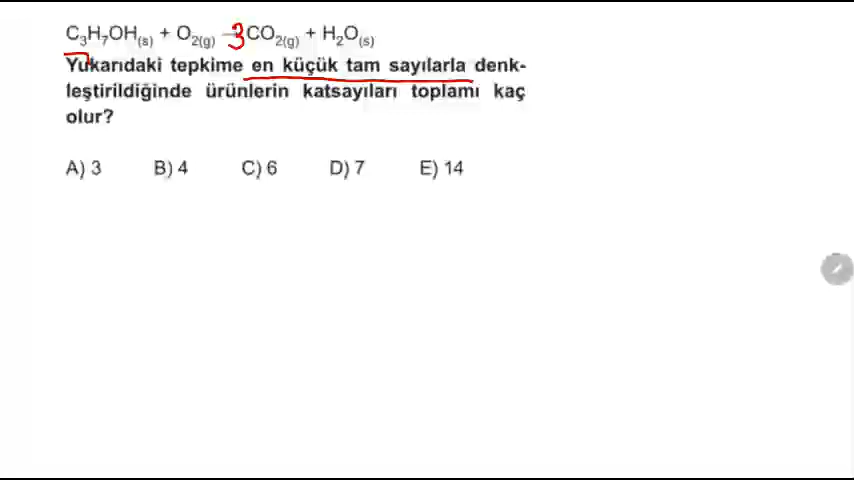 C₃H₇OH(s) + O₂(g) → 3CO₂(g) + H₂O(s)
Yukarıdaki tepkime en küçük tam sayılarla denk-
leştirildiğinde ürünlerin katsayıları toplamı kaç
olur?
A) 3 B) 4 C) 6 D) 7 E) 14